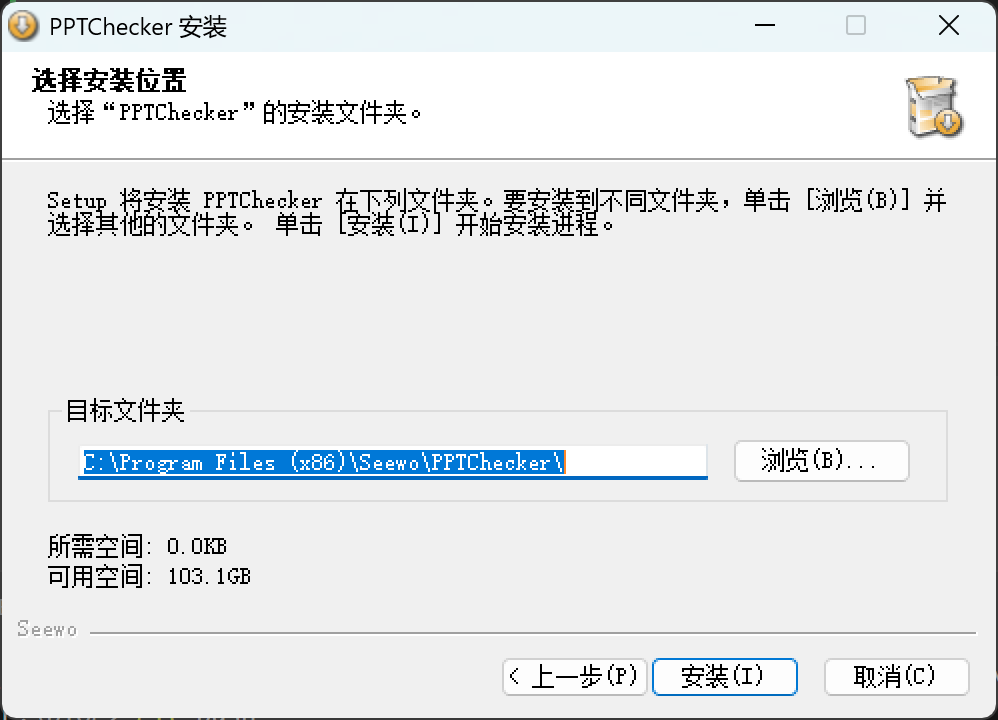 PPTChecker 安装
选择安装位置
选择“PPTChecker”的安装文件夹。
Setup 将安装 PPTChecker 在下列文件夹。要安装到不同文件夹，单击 [浏览(B)] 并
选择其他的文件夹。 单击 [安装(I)] 开始安装进程。
目标文件夹
C:\Program Files (x86)\Seewo\PPTChecker\
浏览(B)...
所需空间: 0.0KB
可用空间: 103.1GB
Seewo
< 上一步(P)
安装(I)
取消(C)